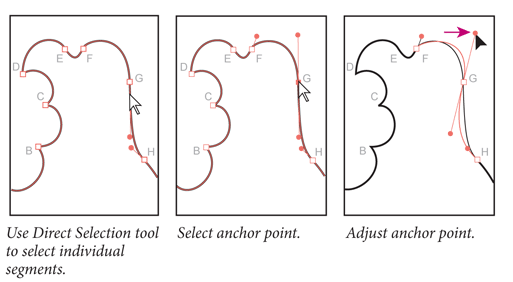 D
E
F
G
C
B
H
D
E
F
G
C
B
H
D
E
F
G
C
B
H
Use Direct Selection tool
to select individual
segments.
Select anchor point.
Adjust anchor point.